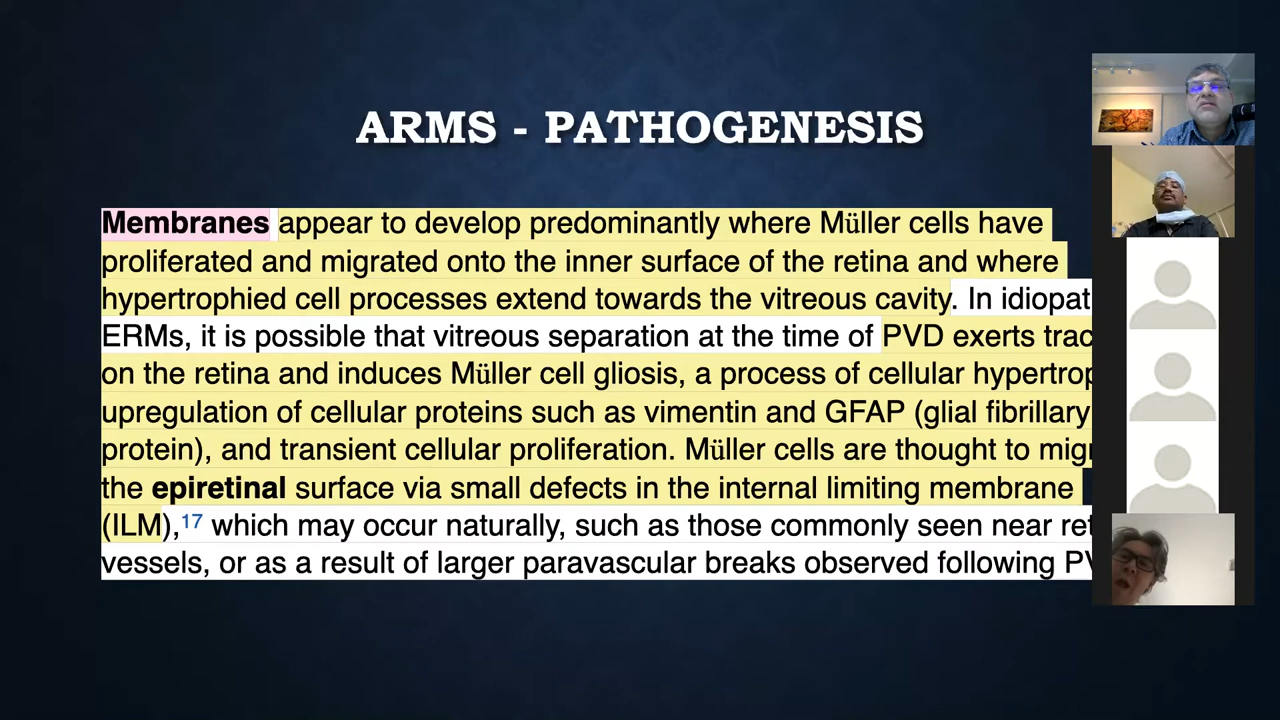 ARMS - PATHOGENESIS
Membranes appear to develop predominantly where Müller cells have
proliferated and migrated onto the inner surface of the retina and where
hypertrophied cell processes extend towards the vitreous cavity. In idiopat
ERMs, it is possible that vitreous separation at the time of PVD exerts trac
on the retina and induces Müller cell gliosis, a process of cellular hypertrop
upregulation of cellular proteins such as vimentin and GFAP (glial fibrillary
protein), and transient cellular proliferation. Müller cells are thought to migr
the epiretinal surface via small defects in the internal limiting membrane
(ILM),17 which may occur naturally, such as those commonly seen near ret
vessels, or as a result of larger paravascular breaks observed following PV